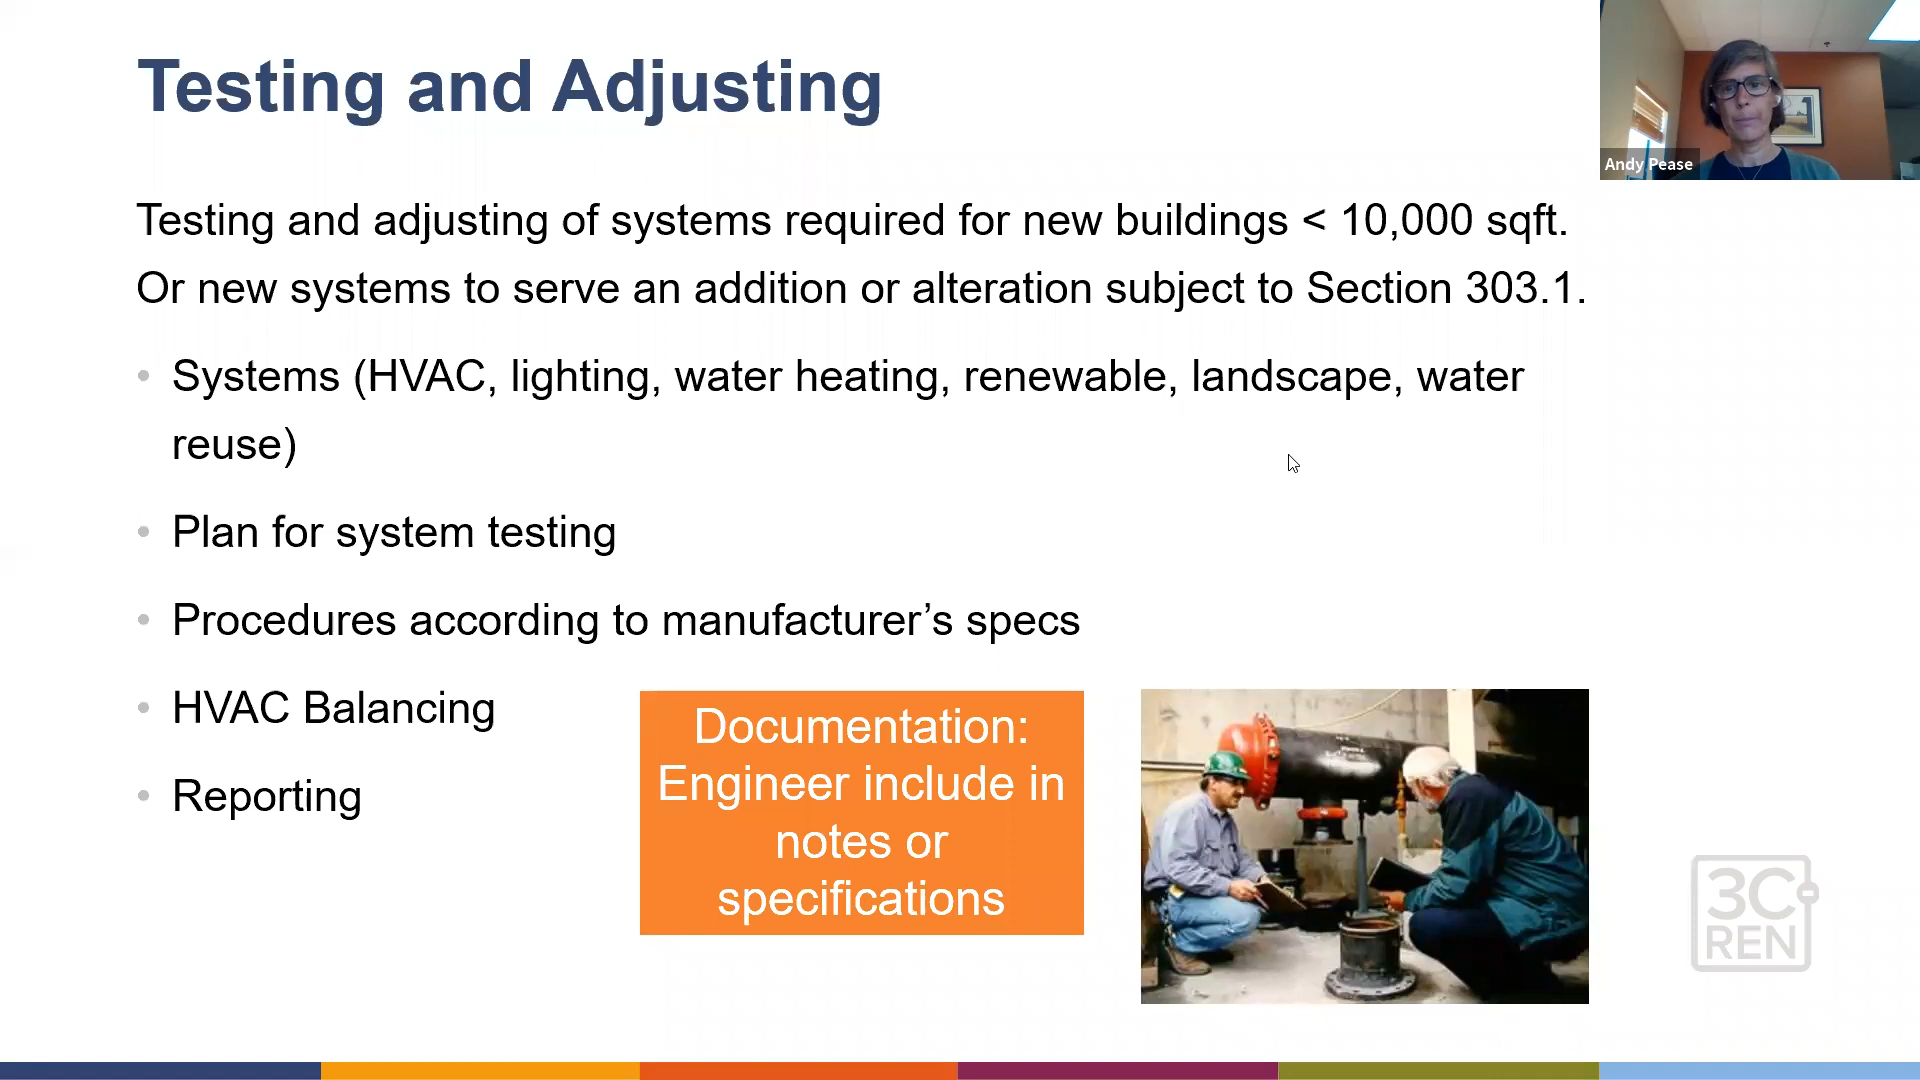 Testing and Adjusting
Andy Pease
Testing and adjusting of systems required for new buildings < 10,000 sqft.
Or new systems to serve an addition or alteration subject to Section 303.1.
• Systems (HVAC, lighting, water heating, renewable, landscape, water
reuse)
• Plan for system testing
• Procedures according to manufacturer’s specs
• HVAC Balancing
• Reporting
Documentation:
Engineer include in
notes or
specifications
3C
REN